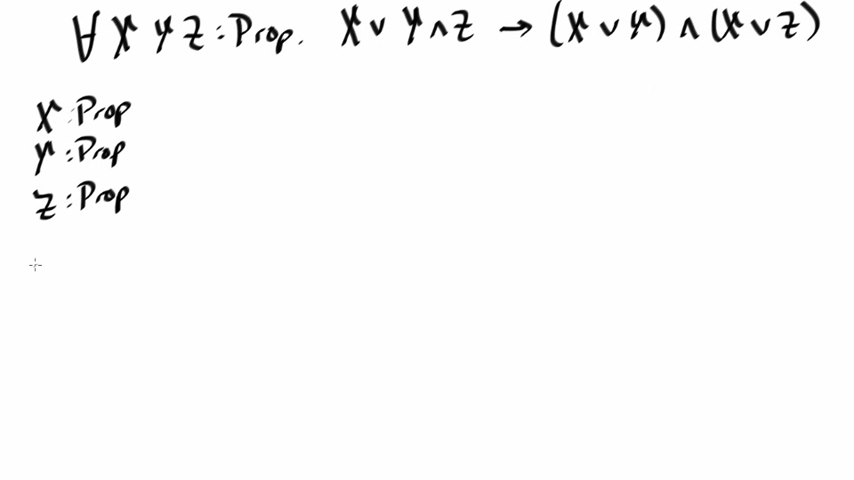 ∀ X Y Z : Prop. X ∨ Y ∧ Z → (X ∨ Y) ∧ (X ∨ Z)
X : Prop
Y : Prop
Z : Prop